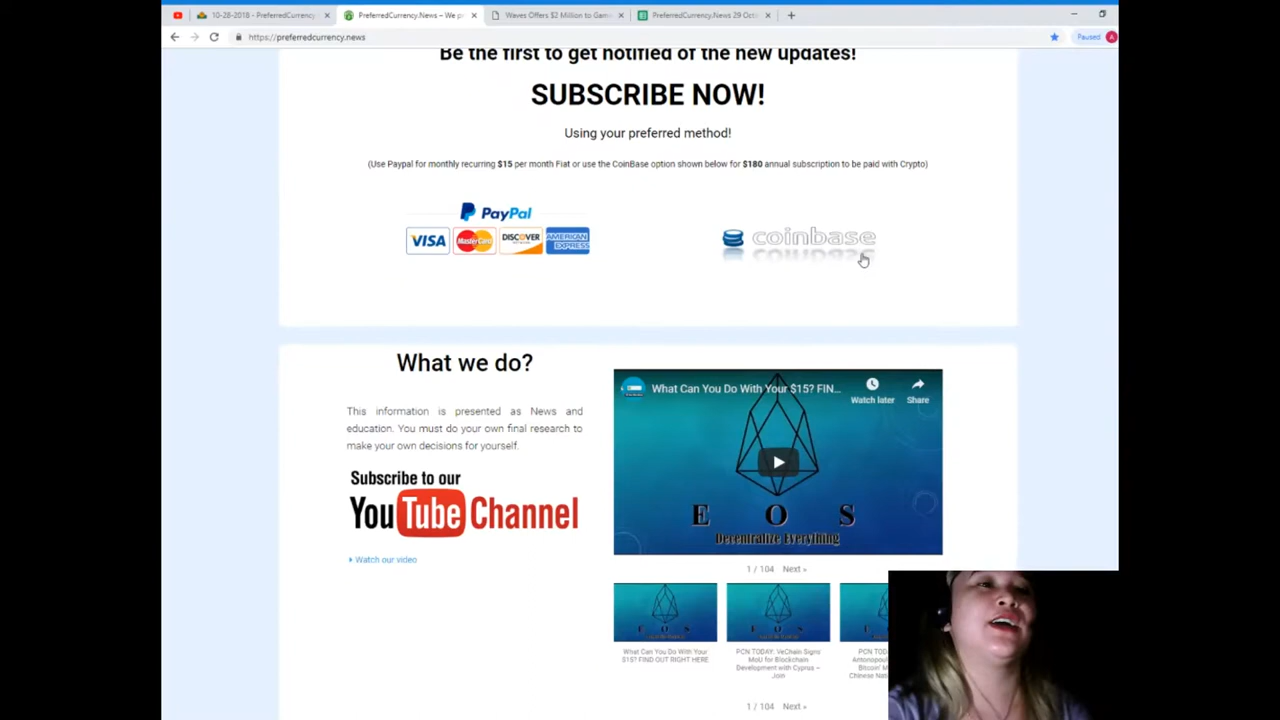 10-28-2018 - PreferredCurrency
PreferredCurrency.News – We pr
Waves Offers $2 Million to Gam
PreferredCurrency.News 29 Octo
https://preferredcurrency.news
Paused
A
Be the first to get notified of the new updates!
SUBSCRIBE NOW!
Using your preferred method!
(Use Paypal for monthly recurring $15 per month Fiat or use the CoinBase option shown below for $180 annual subscription to be paid with Crypto)
PayPal
VISA
MasterCard
DISCOVER
AMERICAN EXPRESS
coinbase
What we do?
This information is presented as News and
education. You must do your own final research to
make your own decisions for yourself.
Subscribe to our
YouTube Channel
Watch our video
What Can You Do With Your $15? FIN...
Watch later
Share
E O S
Decentralize Everything
1 / 104 Next »
What Can You Do With Your
$15? FIND OUT RIGHT HERE
PCN TODAY: VeChain Signs
MoU for Blockchain
Development with Cyprus –
Join
PCN TO
Antonopoul
Bitcoin' M
Chinese Nati
1 / 104 Next »